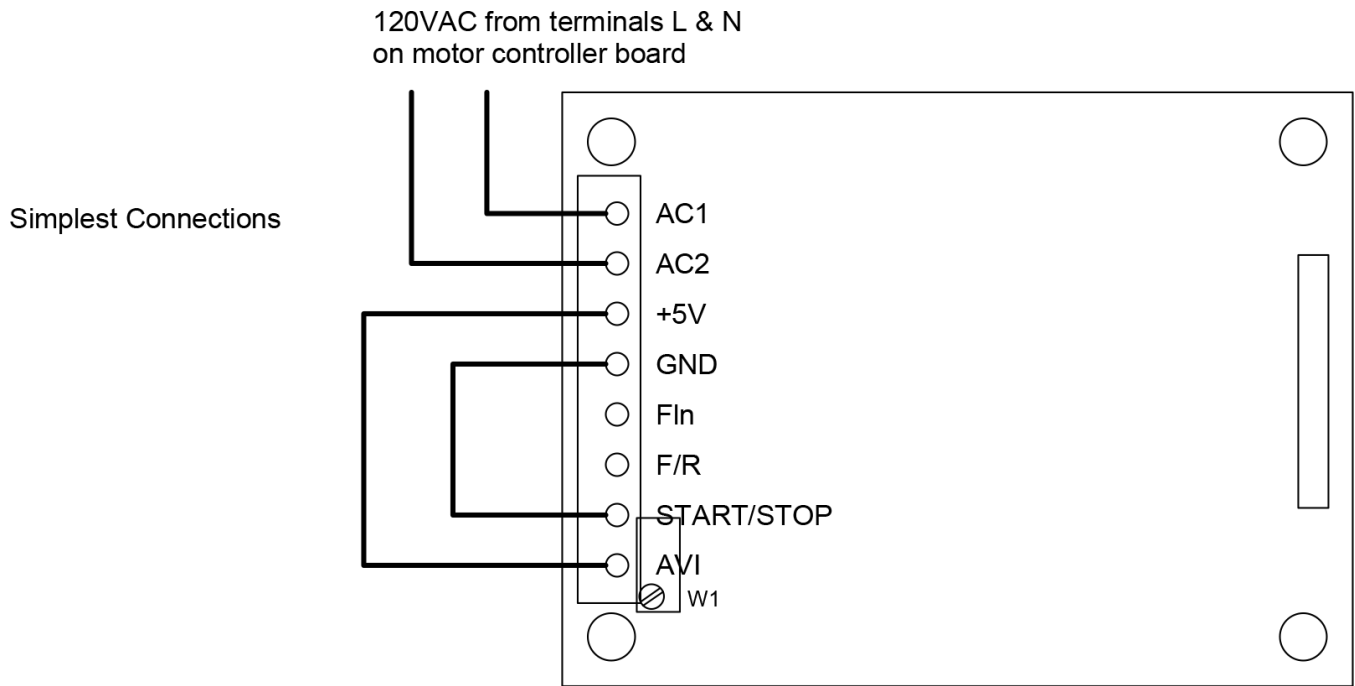 120VAC from terminals L & N
on motor controller board
Simplest Connections
AC1
AC2
+5V
GND
FIn
F/R
START/STOP
AVI
W1